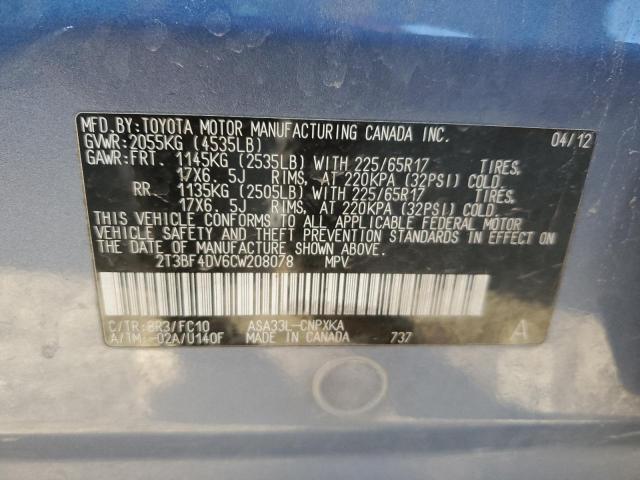 MFD.BY:TOYOTA MOTOR MANUFACTURING CANADA INC. 04/12
GVWR:2055KG (4535LB)
GAWR:FRT. 1145KG (2535LB) WITH 225/65R17 TIRES,
17X6 1/2J RIMS, AT 220KPA (32PSI) COLD.
RR. 1135KG (2505LB) WITH 225/65R17 TIRES,
17X6 1/2J RIMS, AT 220KPA (32PSI) COLD.
THIS VEHICLE CONFORMS TO ALL APPLICABLE FEDERAL MOTOR
VEHICLE SAFETY AND THEFT PREVENTION STANDARDS IN EFFECT ON
THE DATE OF MANUFACTURE SHOWN ABOVE.
2T3BF4DV6CW208078 MPV
C/TR:8R3/FC10 ASA33L-CNPXKA A
A/TM:-02A/U140F MADE IN CANADA 737